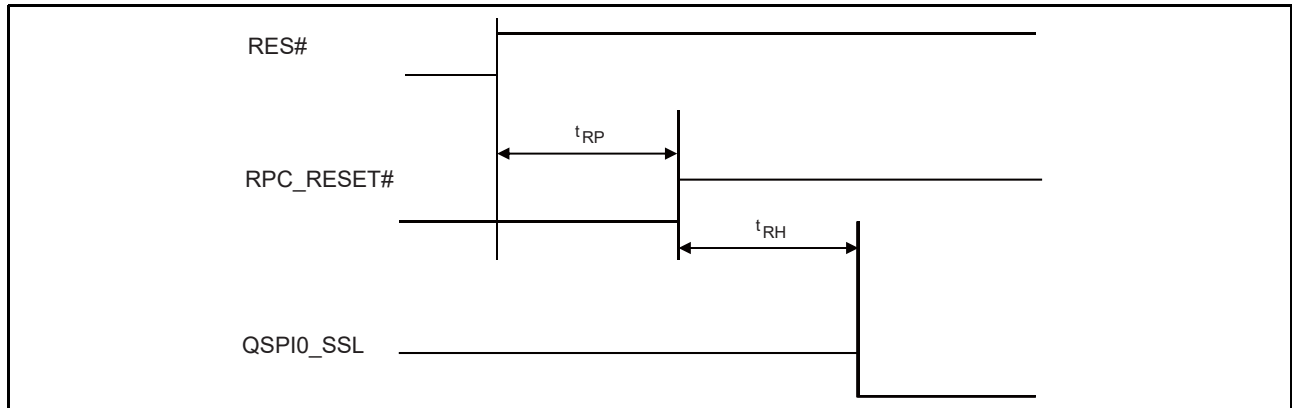 RES#
tRP
RPC_RESET#
tRH
QSPI0_SSL